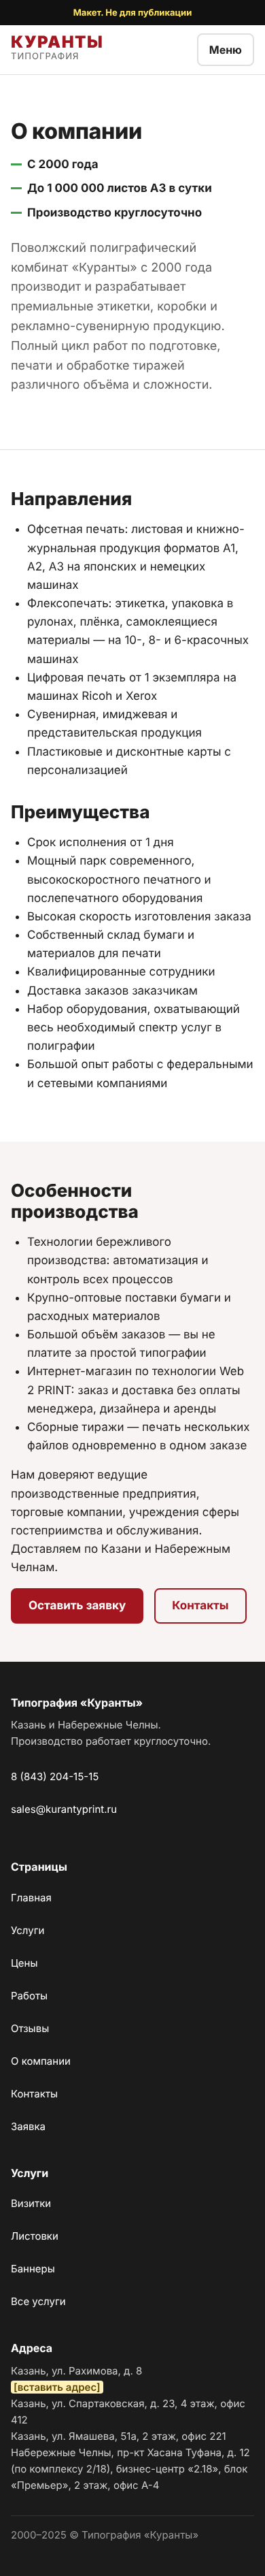 Макет. Не для публикации
КУРАНТЫ
ТИПОГРАФИЯ
Меню
О компании
С 2000 года
До 1 000 000 листов А3 в сутки
Производство круглосуточно
Поволжский полиграфический
комбинат «Куранты» с 2000 года
производит и разрабатывает
премиальные этикетки, коробки и
рекламно-сувенирную продукцию.
Полный цикл работ по подготовке,
печати и обработке тиражей
различного объёма и сложности.
Направления
• Офсетная печать: листовая и книжно-
журнальная продукция форматов А1,
А2, А3 на японских и немецких
машинах
• Флексопечать: этикетка, упаковка в
рулонах, плёнка, самоклеящиеся
материалы — на 10-, 8- и 6-красочных
машинах
• Цифровая печать от 1 экземпляра на
машинах Ricoh и Xerox
• Сувенирная, имиджевая и
представительская продукция
• Пластиковые и дисконтные карты с
персонализацией
Преимущества
• Срок исполнения от 1 дня
• Мощный парк современного,
высокоскоростного печатного и
послепечатного оборудования
• Высокая скорость изготовления заказа
• Собственный склад бумаги и
материалов для печати
• Квалифицированные сотрудники
• Доставка заказов заказчикам
• Набор оборудования, охватывающий
весь необходимый спектр услуг в
полиграфии
• Большой опыт работы с федеральными
и сетевыми компаниями
Особенности
производства
• Технологии бережливого
производства: автоматизация и
контроль всех процессов
• Крупно-оптовые поставки бумаги и
расходных материалов
• Большой объём заказов — вы не
платите за простой типографии
• Интернет-магазин по технологии Web
2 PRINT: заказ и доставка без оплаты
менеджера, дизайнера и аренды
• Сборные тиражи — печать нескольких
файлов одновременно в одном заказе
Нам доверяют ведущие
производственные предприятия,
торговые компании, учреждения сферы
гостеприимства и обслуживания.
Доставляем по Казани и Набережным
Челнам.
Оставить заявку
Контакты
Типография «Куранты»
Казань и Набережные Челны.
Производство работает круглосуточно.
8 (843) 204-15-15
sales@kurantyprint.ru
Страницы
Главная
Услуги
Цены
Работы
Отзывы
О компании
Контакты
Заявка
Услуги
Визитки
Листовки
Баннеры
Все услуги
Адреса
Казань, ул. Рахимова, д. 8
[вставить адрес]
Казань, ул. Спартаковская, д. 23, 4 этаж, офис
412
Казань, ул. Ямашева, 51а, 2 этаж, офис 221
Набережные Челны, пр-кт Хасана Туфана, д. 12
(по комплексу 2/18), бизнес-центр «2.18», блок
«Премьер», 2 этаж, офис А-4
2000–2025 © Типография «Куранты»